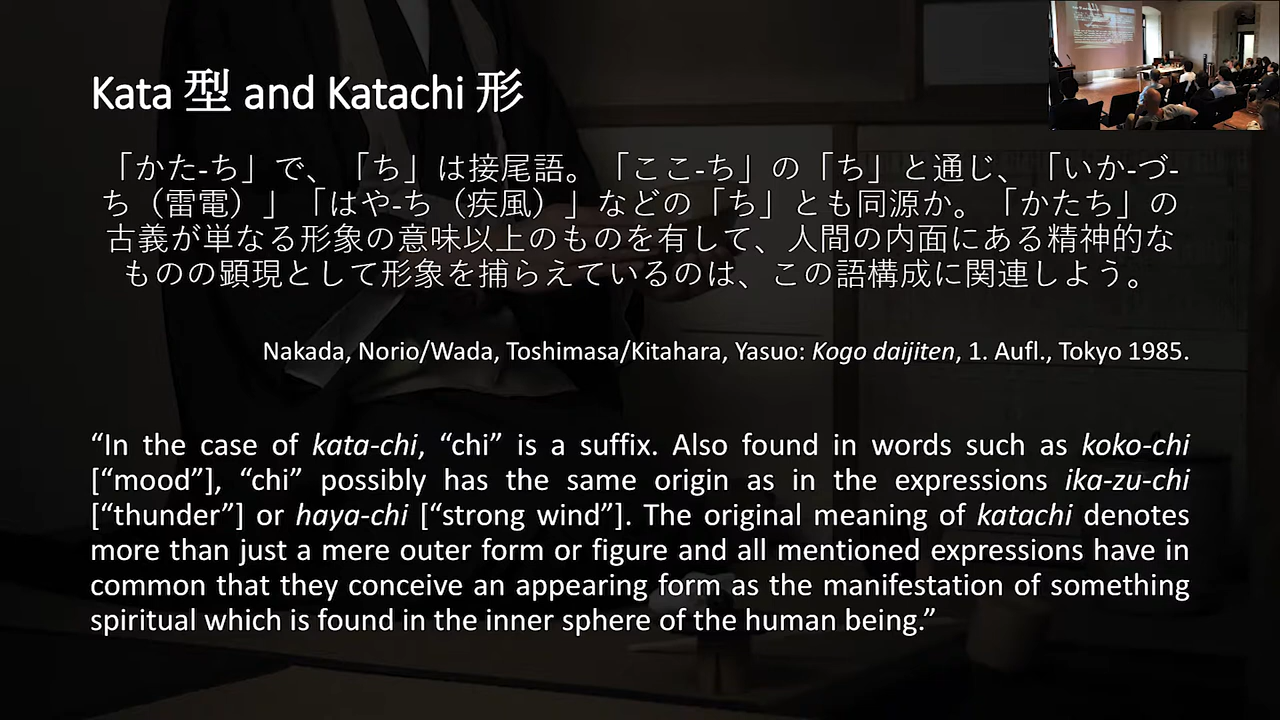 Kata 型 and Katachi 形
「かた-ち」で、「ち」は接尾語。「ここ-ち」の「ち」と通じ、「いか-づ-
ち（雷電）」「はや-ち（疾風）」などの「ち」とも同源か。「かたち」の
古義が単なる形象の意味以上のものを有して、人間の内面にある精神的な
ものの顕現として形象を捕らえているのは、この語構成に関連しよう。
Nakada, Norio/Wada, Toshimasa/Kitahara, Yasuo: Kogo daijiten, 1. Aufl., Tokyo 1985.
“In the case of kata-chi, “chi” is a suffix. Also found in words such as koko-chi
[“mood”], “chi” possibly has the same origin as in the expressions ika-zu-chi
[“thunder”] or haya-chi [“strong wind”]. The original meaning of katachi denotes
more than just a mere outer form or figure and all mentioned expressions have in
common that they conceive an appearing form as the manifestation of something
spiritual which is found in the inner sphere of the human being.”